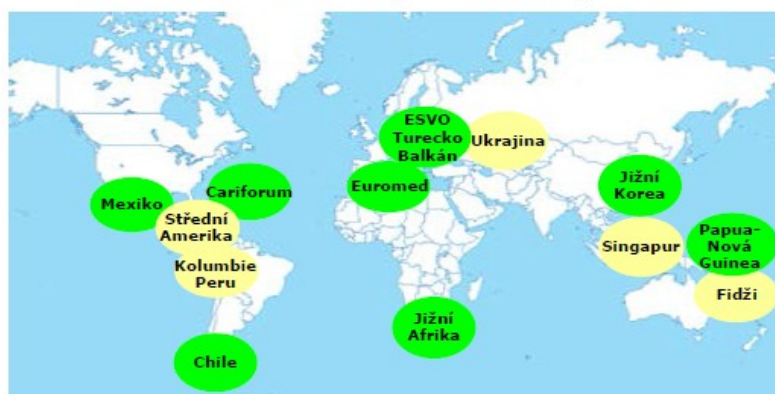 ESVO
Turecko
Balkán
Ukrajina
Euromed
Jižní
Korea
Cariforum
Mexiko
Střední
Amerika
Singapur
Papua-
Nová
Guinea
Kolumbie
Peru
Fidži
Jižní
Afrika
Chile